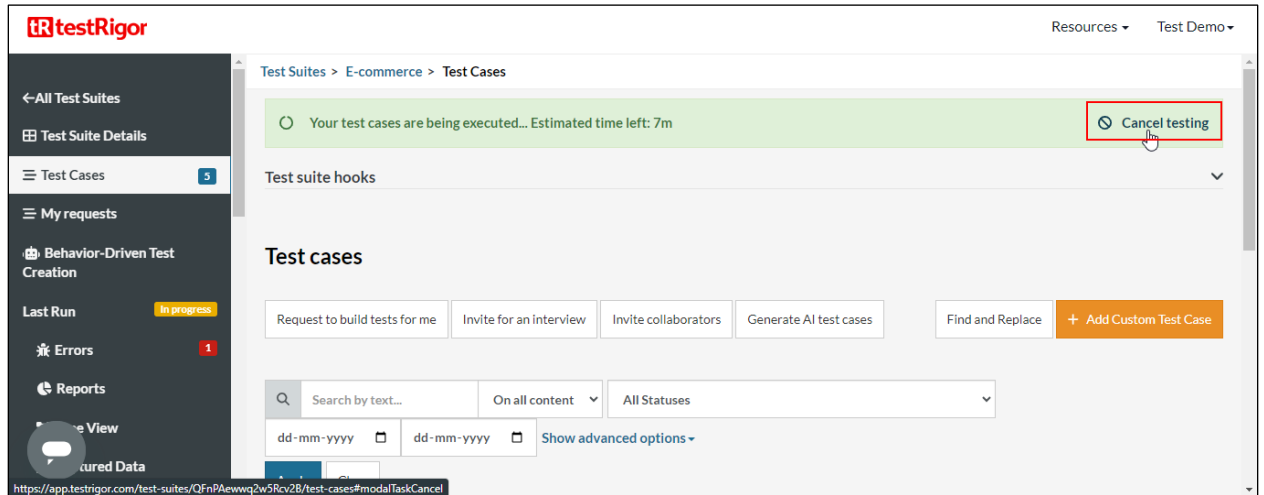 tR testRigor
Resources
Test Demo
All Test Suites
Test Suite Details
Test Cases 5
My requests
Behavior-Driven Test
Creation
Last Run In progress
Errors 1
Reports
View
Data
Test Suites > E-commerce > Test Cases
Your test cases are being executed... Estimated time left: 7m
Cancel testing
Test suite hooks
Test cases
Request to build tests for me
Invite for an interview
Invite collaborators
Generate AI test cases
Find and Replace
+ Add Custom Test Case
Search by text...
On all content
All Statuses
dd-mm-yyyy
dd-mm-yyyy
Show advanced options
https://app.testrigor.com/test-suites/QFnPAewwq2w5Rcv2B/test-cases#modalTaskCancel